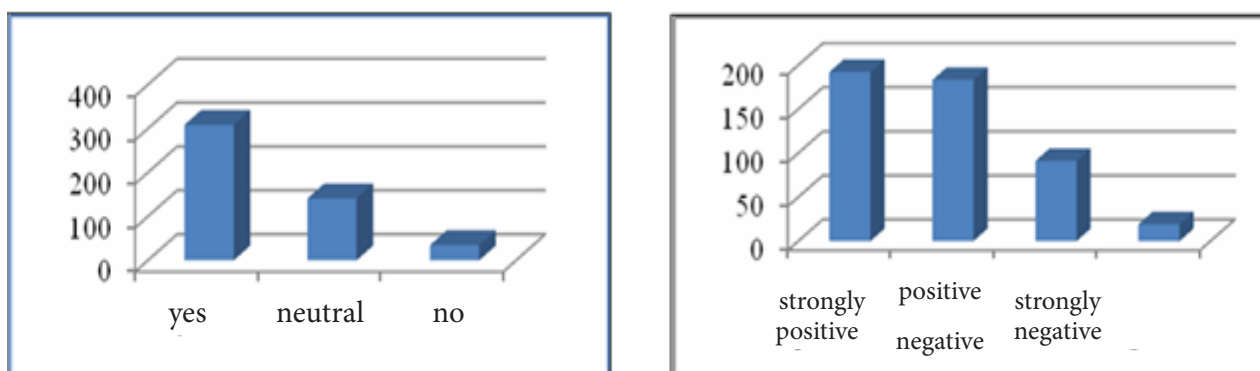 400
300
200
100
0
yes neutral no
200
150
100
50
0
strongly
positive
positive
negative
strongly
negative